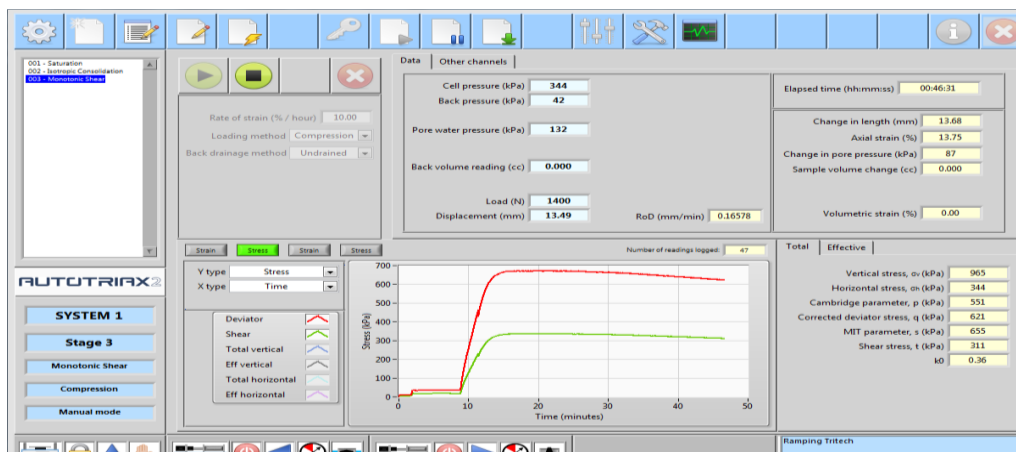 001 - Saturation
002 - Isotropic Consolidation
003 - Monotonic Shear
Rate of strain (% / hour) 10.00
Loading method Compression
Back drainage method Undrained
Data Other channels
Cell pressure (kPa) 344
Back pressure (kPa) 42
Pore water pressure (kPa) 132
Back volume reading (cc) 0.000
Load (N) 1400
Displacement (mm) 13.49
RoD (mm/min) 0.16578
Elapsed time (hh:mm:ss) 00:46:31
Change in length (mm) 13.68
Axial strain (%) 13.75
Change in pore pressure (kPa) 87
Sample volume change (cc) 0.000
Volumetric strain (%) 0.00
AUTOTRIAX2
SYSTEM 1
Stage 3
Monotonic Shear
Compression
Manual mode
Strain Stress Strain Stress
Number of readings logged: 47
Y type Stress
X type Time
Deviator
Shear
Total vertical
Eff vertical
Total horizontal
Eff horizontal
Stress (kPa)
700
600
500
400
300
200
100
0
0 10 20 30 40 50
Time (minutes)
Total Effective
Vertical stress, σv (kPa) 965
Horizontal stress, σh (kPa) 344
Cambridge parameter, p (kPa) 551
Corrected deviator stress, q (kPa) 621
MIT parameter, s (kPa) 655
Shear stress, t (kPa) 311
k0 0.36
Ramping Tritech